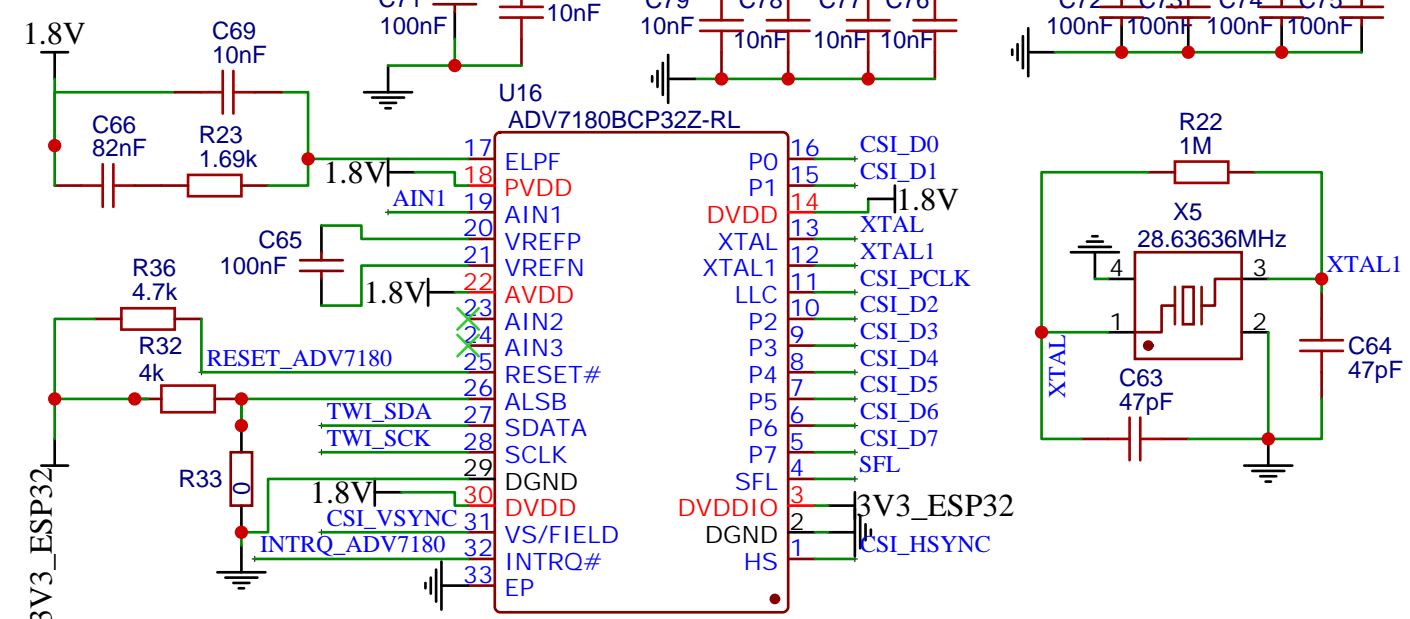 100nF
10nF
C79
C78
C77
C76
10nF
10nF
10nF
10nF
C72
C73
C74
C75
100nF
100nF
100nF
100nF
1.8V
C69
10nF
C66
82nF
R23
1.69k
U16
ADV7180BCP32Z-RL
17 ELPF
1.8V
18 PVDD
AIN1
19 AIN1
20 VREFP
C65
100nF
21 VREFN
1.8V
22 AVDD
23 AIN2
24 AIN3
R36
4.7k
RESET_ADV7180
25 RESET#
R32
4k
26 ALSB
TWI_SDA
27 SDATA
TWI_SCK
28 SCLK
R33
0
29 DGND
1.8V
30 DVDD
CSI_VSYNC
31 VS/FIELD
INTRQ_ADV7180
32 INTRQ#
33 EP
3V3_ESP32
P0 16 CSI_D0
P1 15 CSI_D1
DVDD 14 1.8V
XTAL 13 XTAL
XTAL1 12 XTAL1
LLC 11 CSI_PCLK
P2 10 CSI_D2
P3 9 CSI_D3
P4 8 CSI_D4
P5 7 CSI_D5
P6 6 CSI_D6
P7 5 CSI_D7
SFL 4 SFL
DVDDIO 3 3V3_ESP32
DGND 2
HS 1 CSI_HSYNC
R22
1M
X5
28.63636MHz
4
3
XTAL1
1
2
XTAL
C64
47pF
C63
47pF